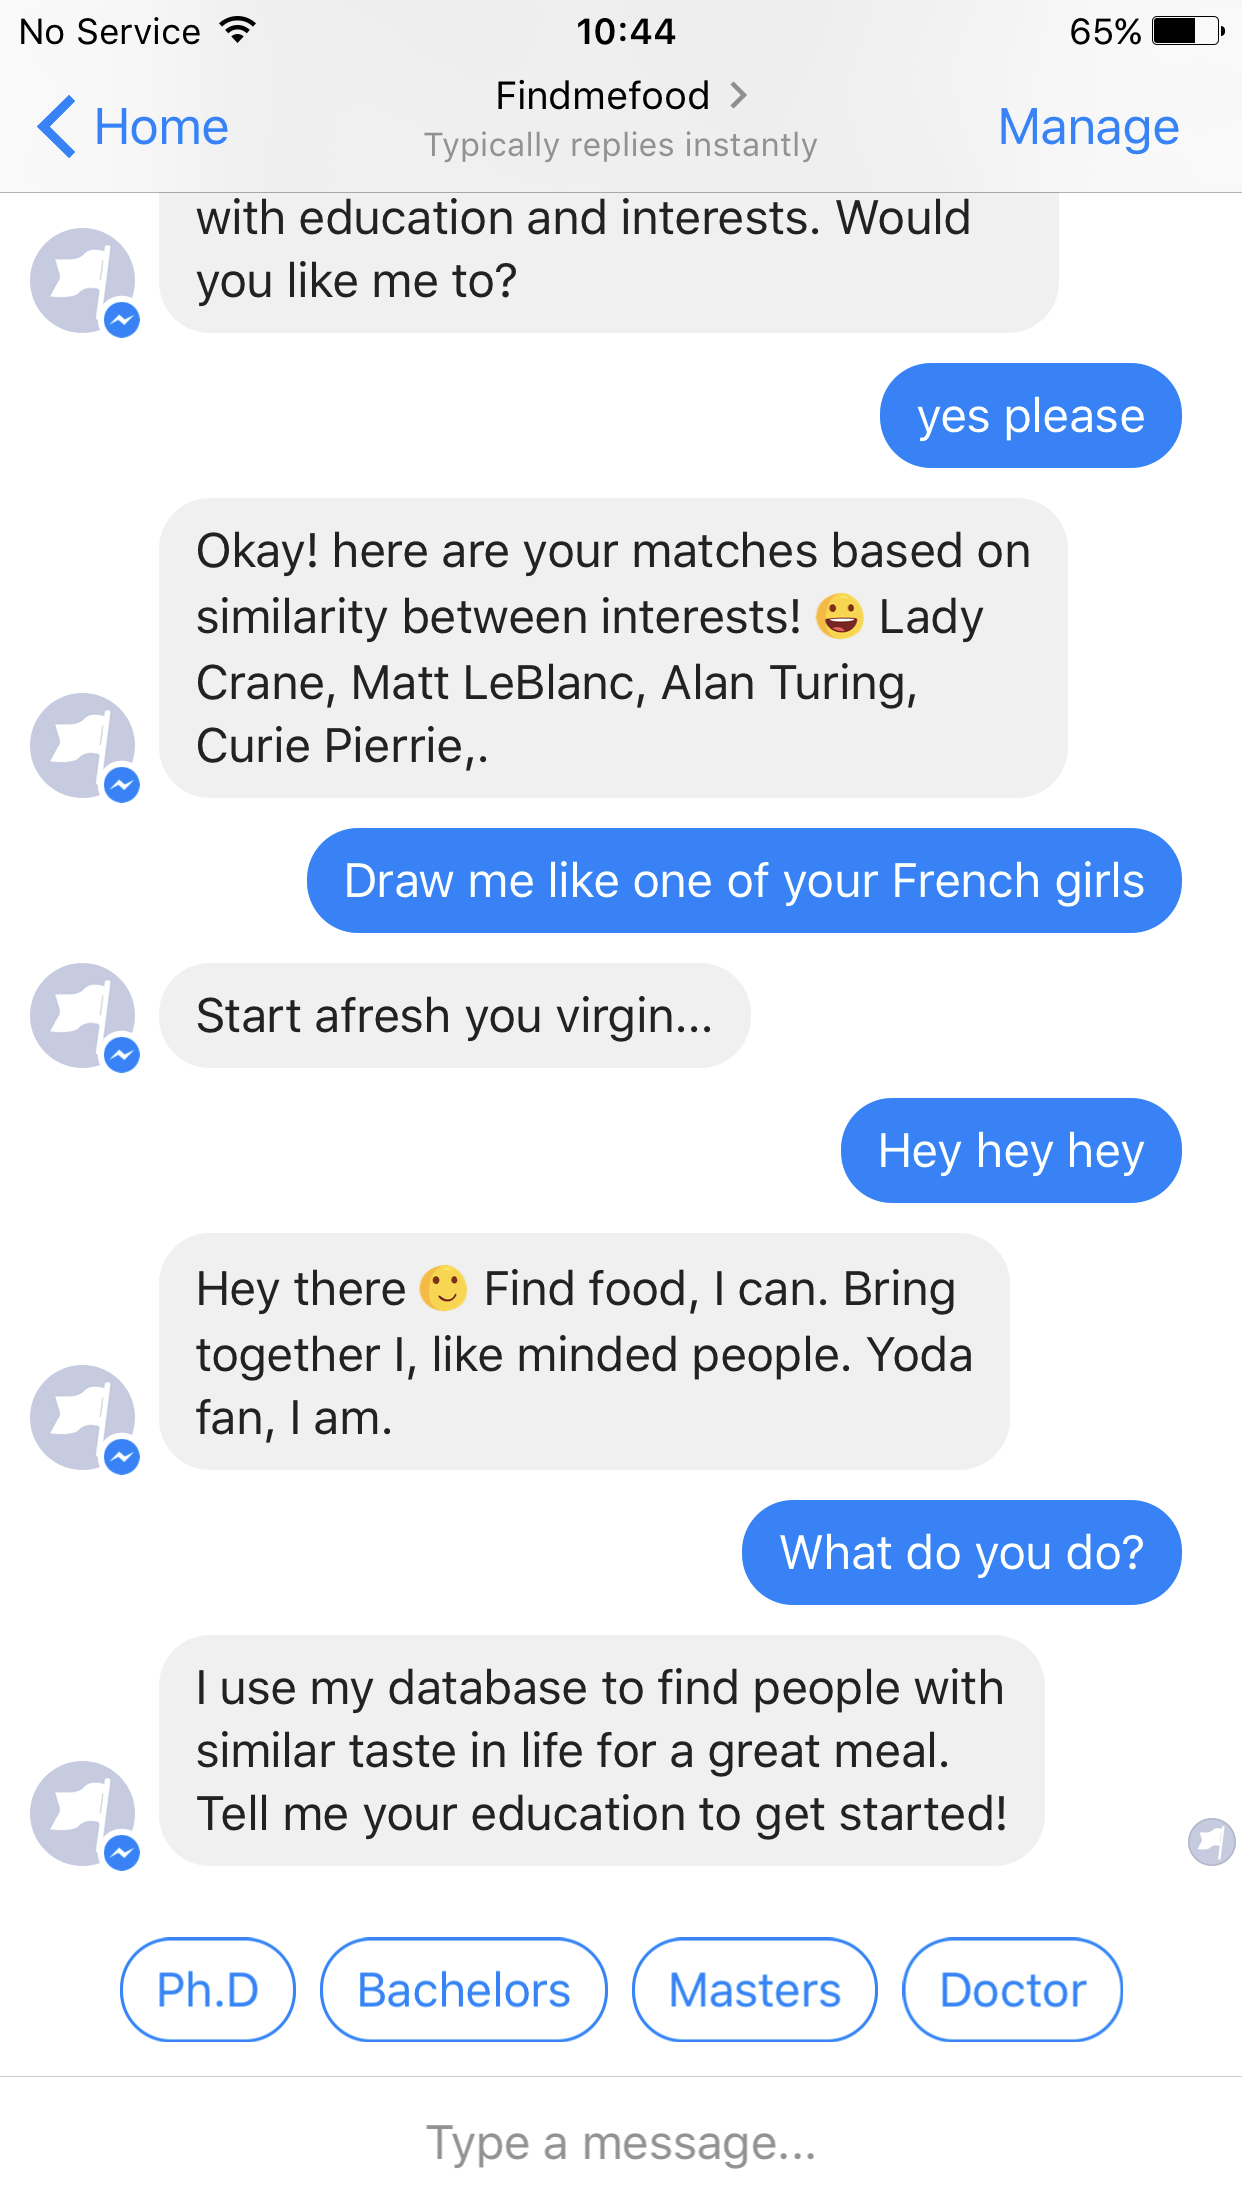 No Service 10:44 65%
Home Findmefood Manage
Typically replies instantly
with education and interests. Would
you like me to?
yes please
Okay! here are your matches based on
similarity between interests! 😀 Lady
Crane, Matt LeBlanc, Alan Turing,
Curie Pierrie,.
Draw me like one of your French girls
Start afresh you virgin...
Hey hey hey
Hey there 🙂 Find food, I can. Bring
together I, like minded people. Yoda
fan, I am.
What do you do?
I use my database to find people with
similar taste in life for a great meal.
Tell me your education to get started!
Ph.D Bachelors Masters Doctor
Type a message...